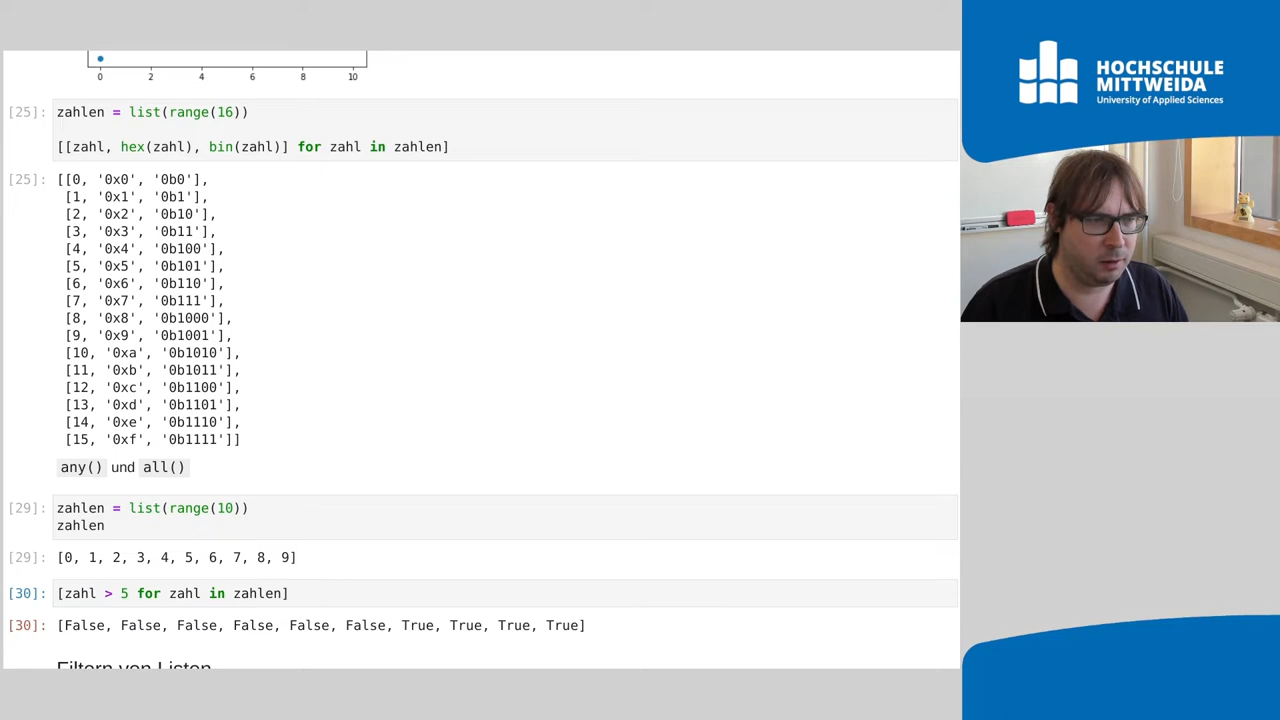 0 2 4 6 8 10
[25]: zahlen = list(range(16))
[[zahl, hex(zahl), bin(zahl)] for zahl in zahlen]
[25]: [[0, '0x0', '0b0'],
[1, '0x1', '0b1'],
[2, '0x2', '0b10'],
[3, '0x3', '0b11'],
[4, '0x4', '0b100'],
[5, '0x5', '0b101'],
[6, '0x6', '0b110'],
[7, '0x7', '0b111'],
[8, '0x8', '0b1000'],
[9, '0x9', '0b1001'],
[10, '0xa', '0b1010'],
[11, '0xb', '0b1011'],
[12, '0xc', '0b1100'],
[13, '0xd', '0b1101'],
[14, '0xe', '0b1110'],
[15, '0xf', '0b1111']]
any() und all()
[29]: zahlen = list(range(10))
zahlen
[29]: [0, 1, 2, 3, 4, 5, 6, 7, 8, 9]
[30]: [zahl > 5 for zahl in zahlen]
[30]: [False, False, False, False, False, False, True, True, True, True]
Filtern von Listen
HOCHSCHULE
MITTWEIDA
University of Applied Sciences